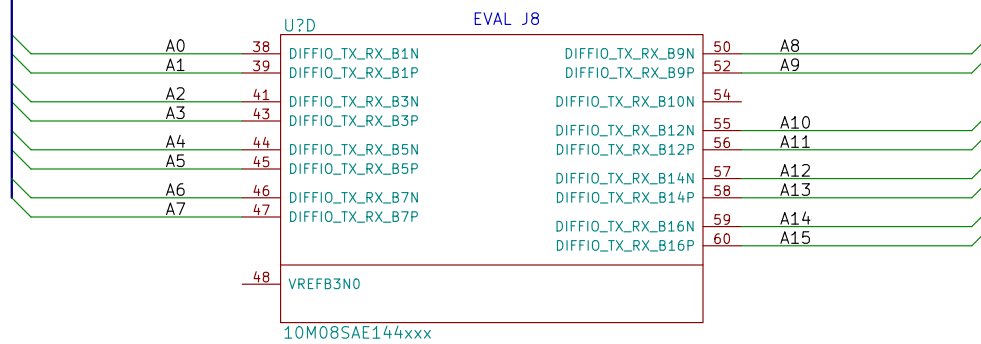 EVAL J8
U?D
A0 38 DIFFIO_TX_RX_B1N DIFFIO_TX_RX_B9N 50 A8
A1 39 DIFFIO_TX_RX_B1P DIFFIO_TX_RX_B9P 52 A9
A2 41 DIFFIO_TX_RX_B3N DIFFIO_TX_RX_B10N 54
A3 43 DIFFIO_TX_RX_B3P DIFFIO_TX_RX_B12N 55 A10
A4 44 DIFFIO_TX_RX_B5N DIFFIO_TX_RX_B12P 56 A11
A5 45 DIFFIO_TX_RX_B5P DIFFIO_TX_RX_B14N 57 A12
A6 46 DIFFIO_TX_RX_B7N DIFFIO_TX_RX_B14P 58 A13
A7 47 DIFFIO_TX_RX_B7P DIFFIO_TX_RX_B16N 59 A14
DIFFIO_TX_RX_B16P 60 A15
48 VREFB3N0
10M08SAE144xxx